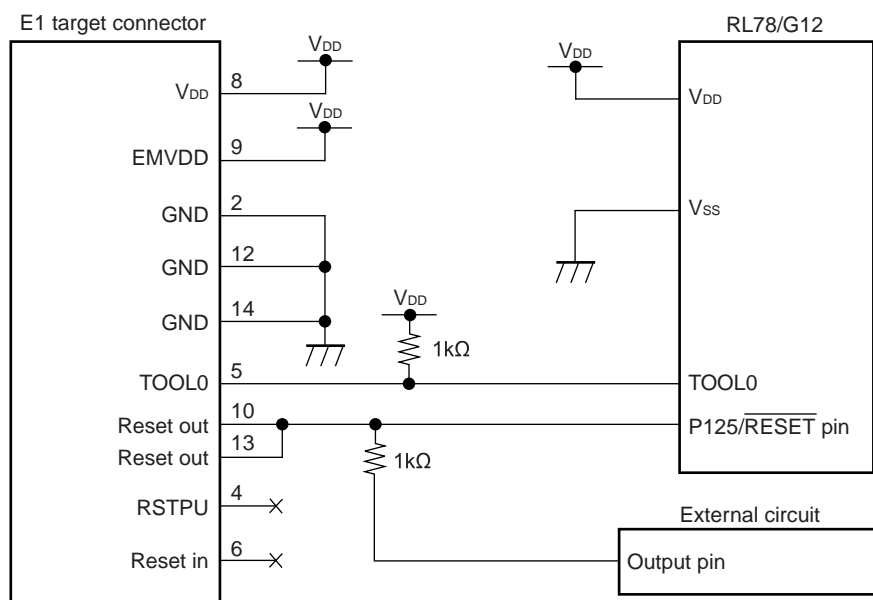 E1 target connector
RL78/G12
VDD
8
VDD
VDD
VDD
VDD
EMVDD
9
GND
2
VSS
GND
12
GND
14
VDD
1kΩ
TOOL0
5
TOOL0
Reset out
10
P125/RESET pin
Reset out
13
1kΩ
RSTPU
4
External circuit
Reset in
6
Output pin